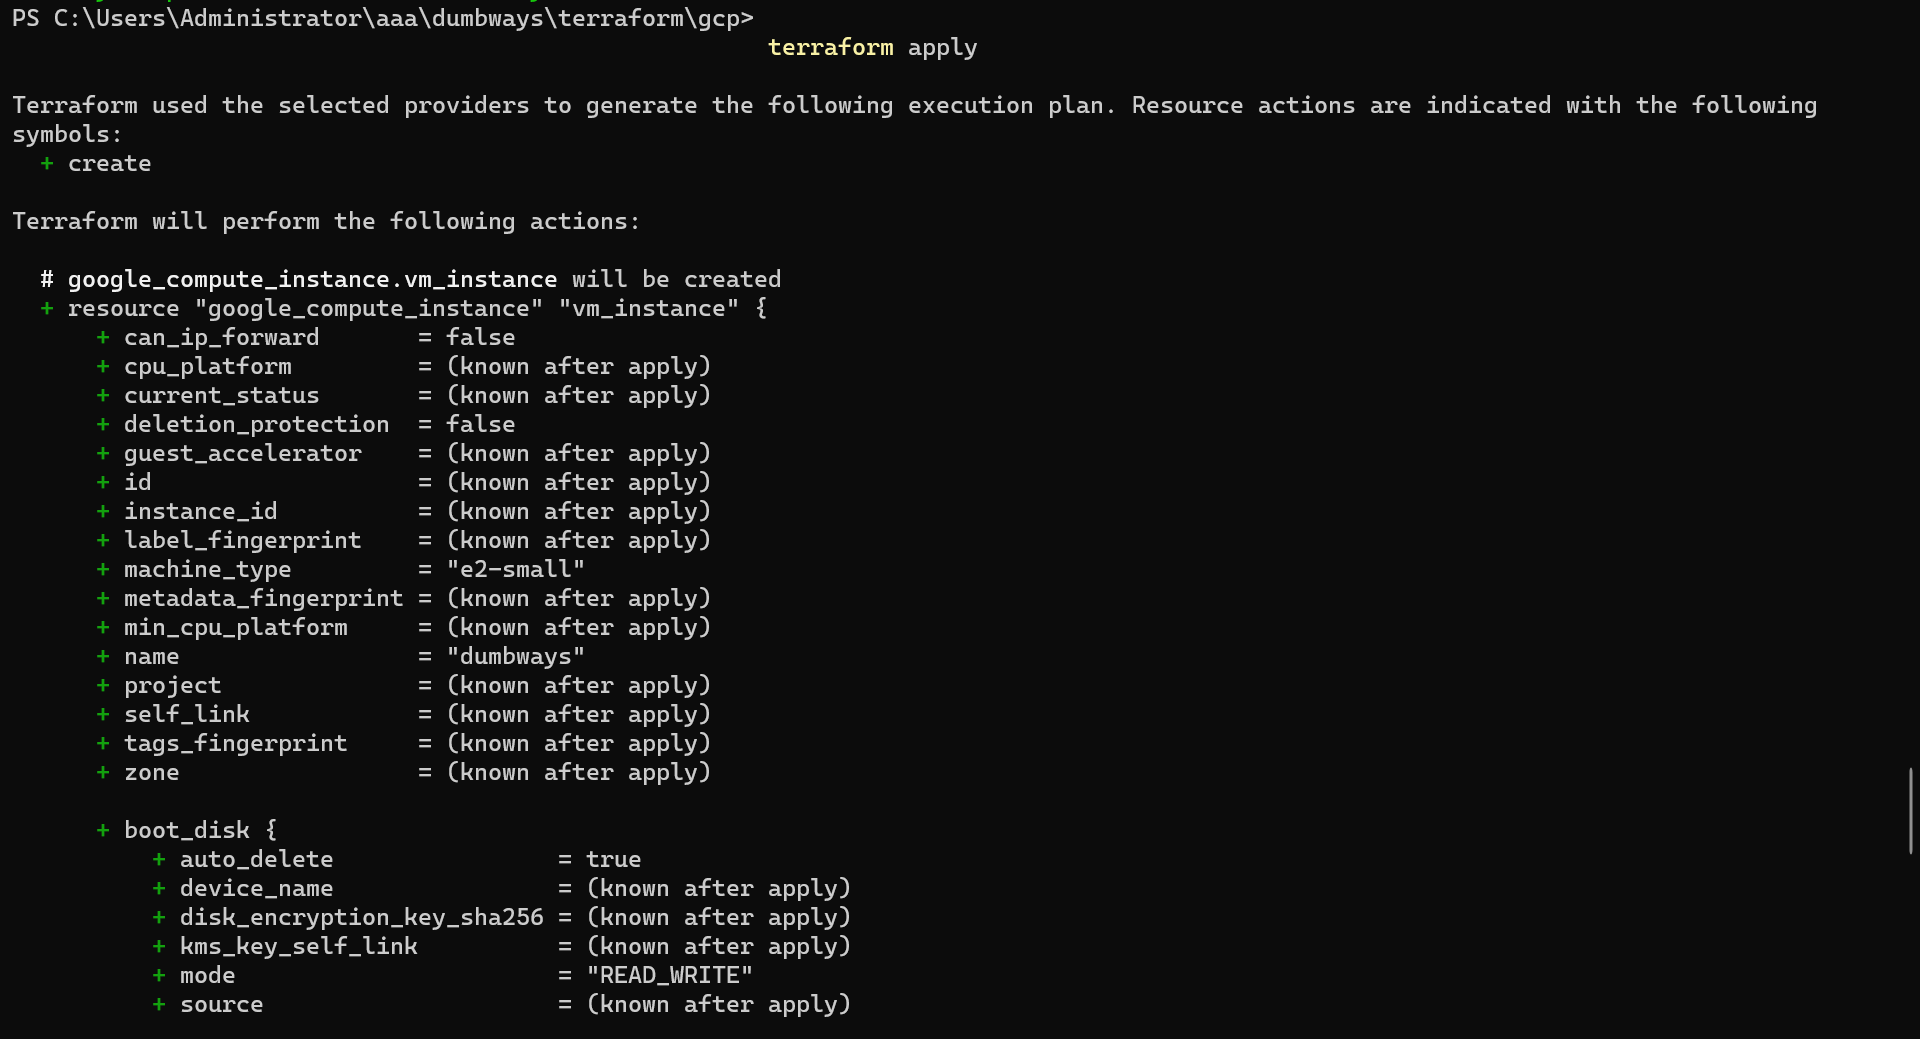 PS C:\Users\Administrator\aaa\dumbways\terraform\gcp>
terraform apply
Terraform used the selected providers to generate the following execution plan. Resource actions are indicated with the following
symbols:
+ create
Terraform will perform the following actions:
# google_compute_instance.vm_instance will be created
+ resource "google_compute_instance" "vm_instance" {
+ can_ip_forward       = false
+ cpu_platform         = (known after apply)
+ current_status       = (known after apply)
+ deletion_protection  = false
+ guest_accelerator    = (known after apply)
+ id                   = (known after apply)
+ instance_id          = (known after apply)
+ label_fingerprint    = (known after apply)
+ machine_type         = "e2-small"
+ metadata_fingerprint = (known after apply)
+ min_cpu_platform     = (known after apply)
+ name                 = "dumbways"
+ project              = (known after apply)
+ self_link            = (known after apply)
+ tags_fingerprint     = (known after apply)
+ zone                 = (known after apply)
+ boot_disk {
+ auto_delete                = true
+ device_name                = (known after apply)
+ disk_encryption_key_sha256 = (known after apply)
+ kms_key_self_link          = (known after apply)
+ mode                       = "READ_WRITE"
+ source                     = (known after apply)